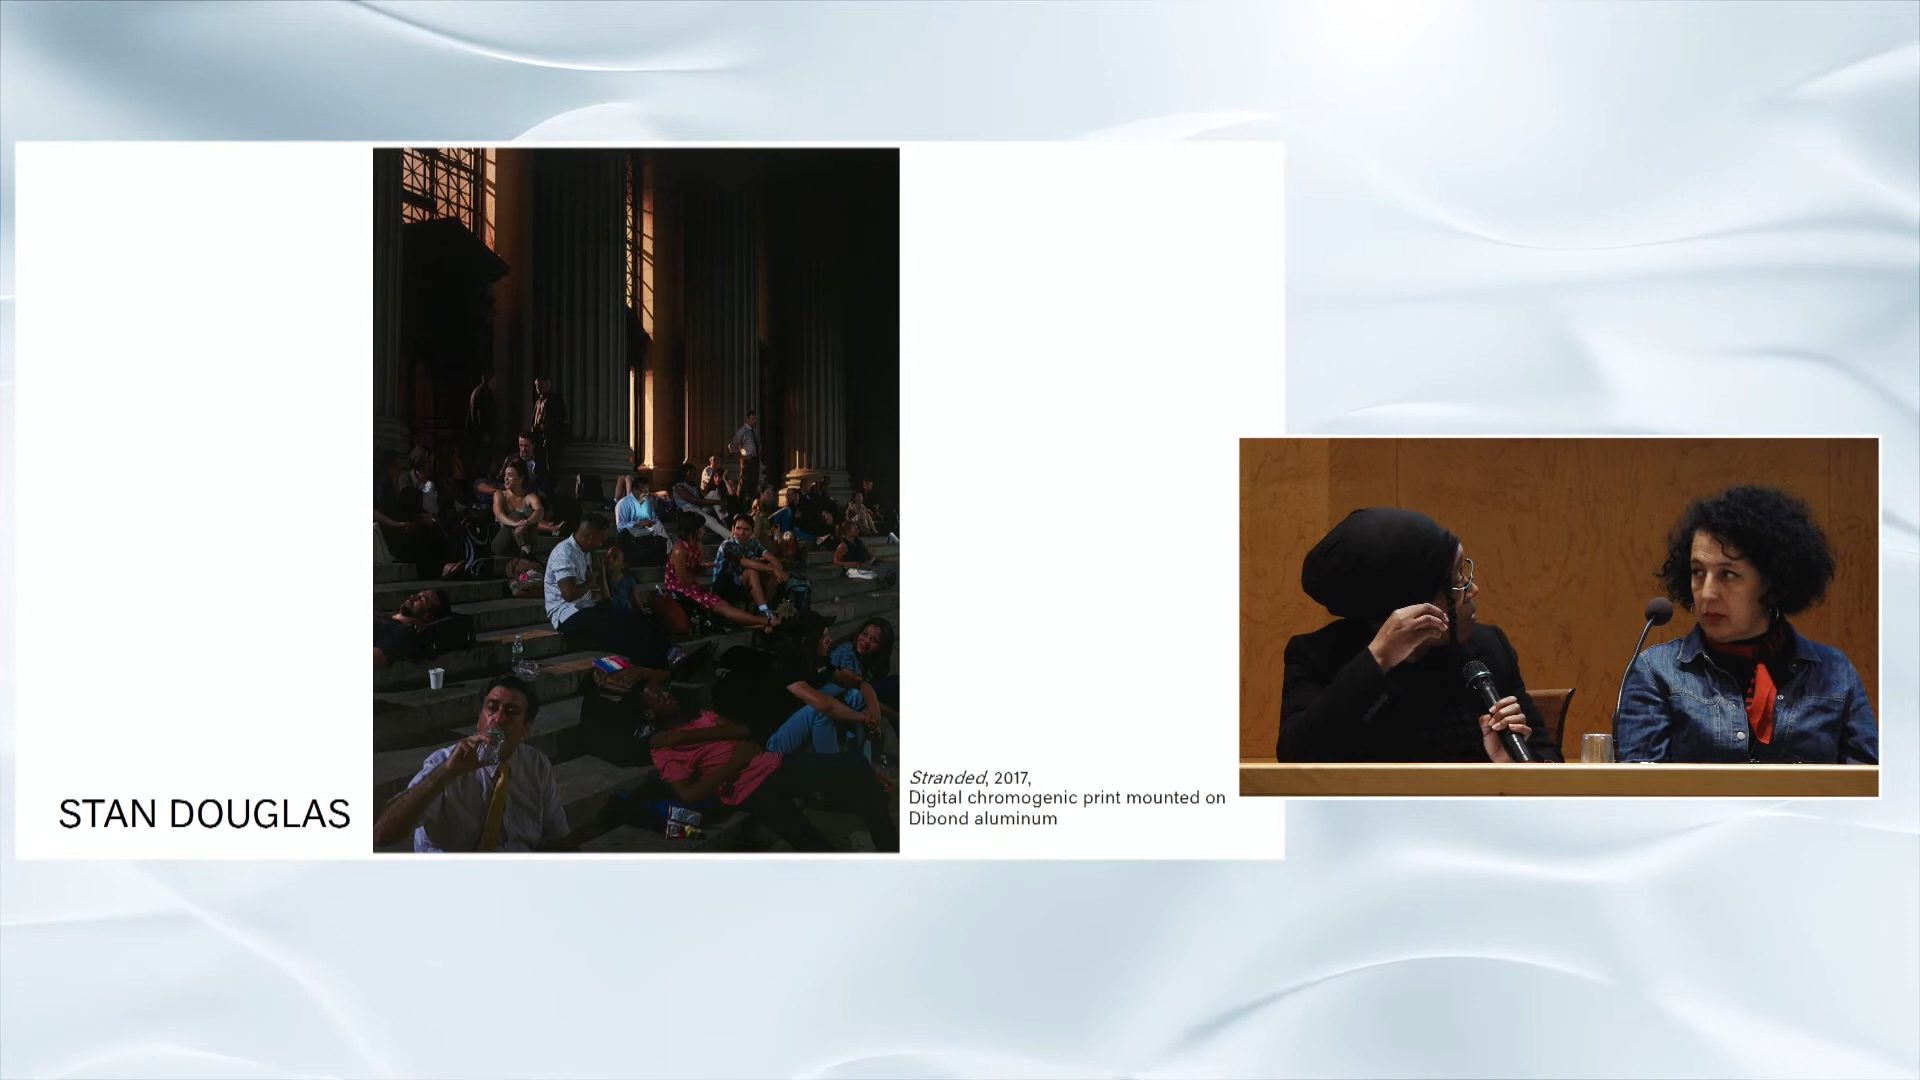 STAN DOUGLAS
Stranded, 2017,
Digital chromogenic print mounted on
Dibond aluminum